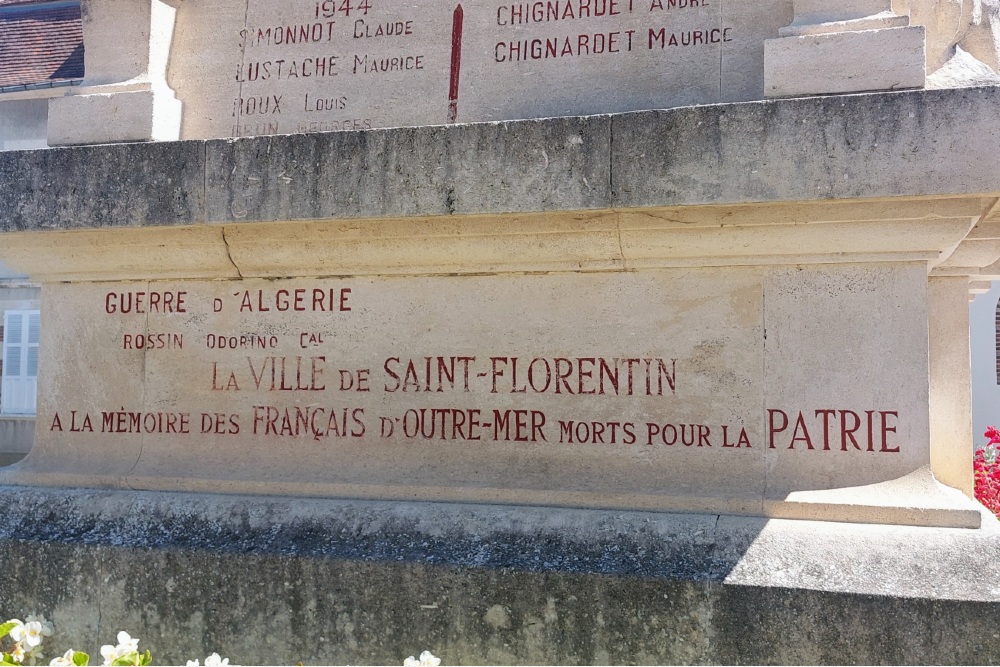 1944
SIMONNOT CLAUDE
EUSTACHE MAURICE
ROUX LOUIS
CHIGNARDET ANDRÉ
CHIGNARDET MAURICE
GUERRE D'ALGERIE
ROSSIN ODORINO CAL
LA VILLE DE SAINT-FLORENTIN
A LA MÉMOIRE DES FRANÇAIS D'OUTRE-MER MORTS POUR LA PATRIE